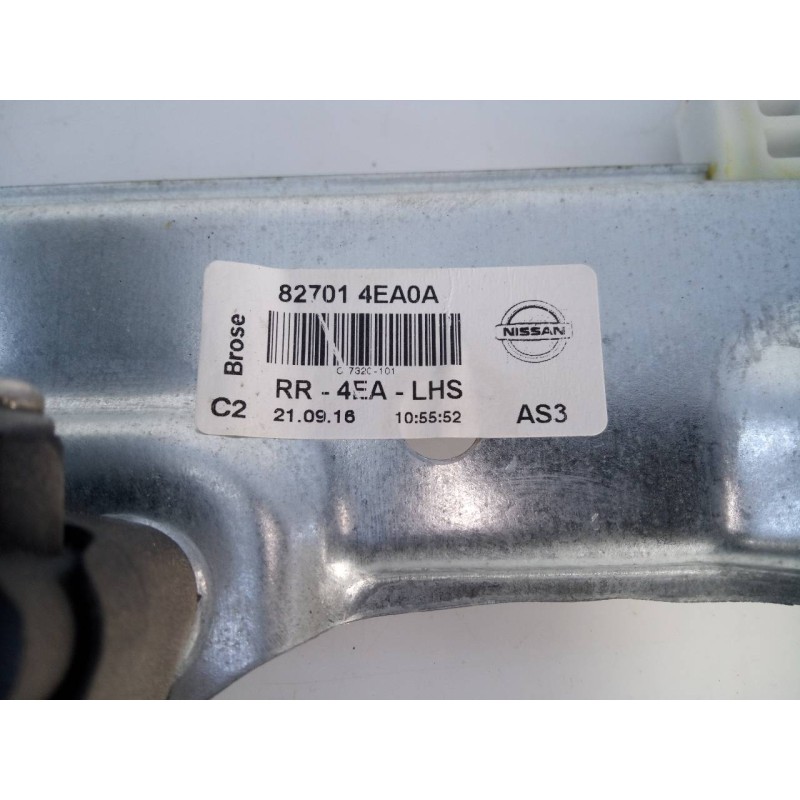 82701 4EA0A
Brose
NISSAN
RR - 4EA - LHS
C2
21.09.16 10:55:52
AS3